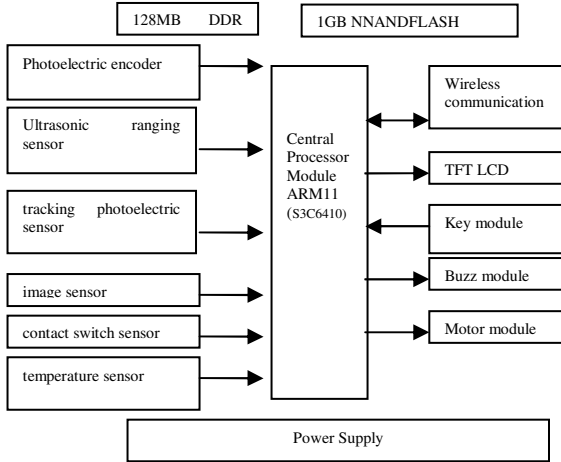 128MB DDR
1GB NNANDFLASH
Photoelectric encoder
Ultrasonic ranging
sensor
tracking photoelectric
sensor
image sensor
contact switch sensor
temperature sensor
Central
Processor
Module
ARM11
(S3C6410)
Wireless
communication
TFT LCD
Key module
Buzz module
Motor module
Power Supply